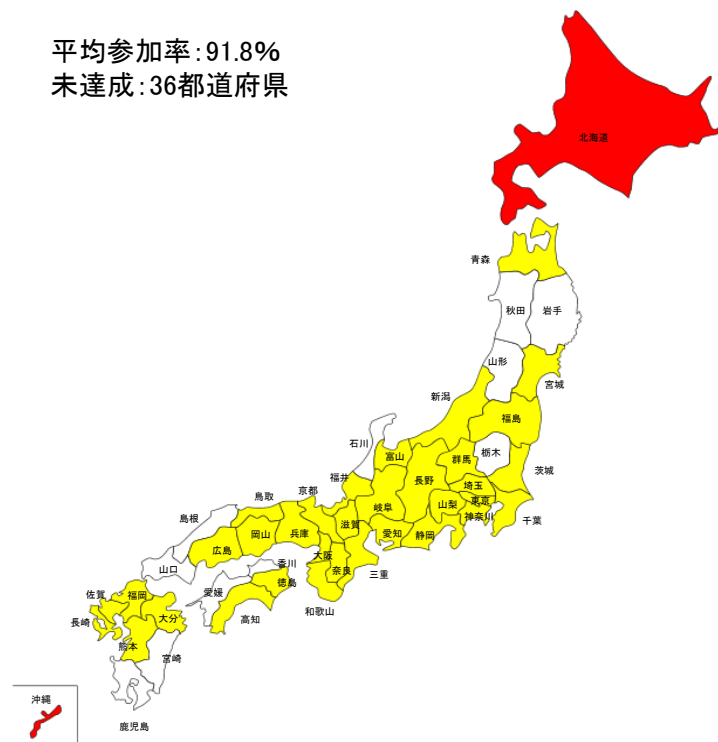 平均参加率：91.8%
未達成：36都道府県
北海道
青森
秋田
岩手
山形
宮城
新潟
福島
石川
富山
群馬
栃木
茨城
福井
長野
埼玉
東京
山梨
神奈川
千葉
岐阜
鳥取
京都
滋賀
愛知
静岡
島根
岡山
兵庫
広島
大阪
奈良
三重
山口
香川
徳島
愛媛
和歌山
高知
佐賀
福岡
長崎
大分
熊本
宮崎
沖縄
鹿児島